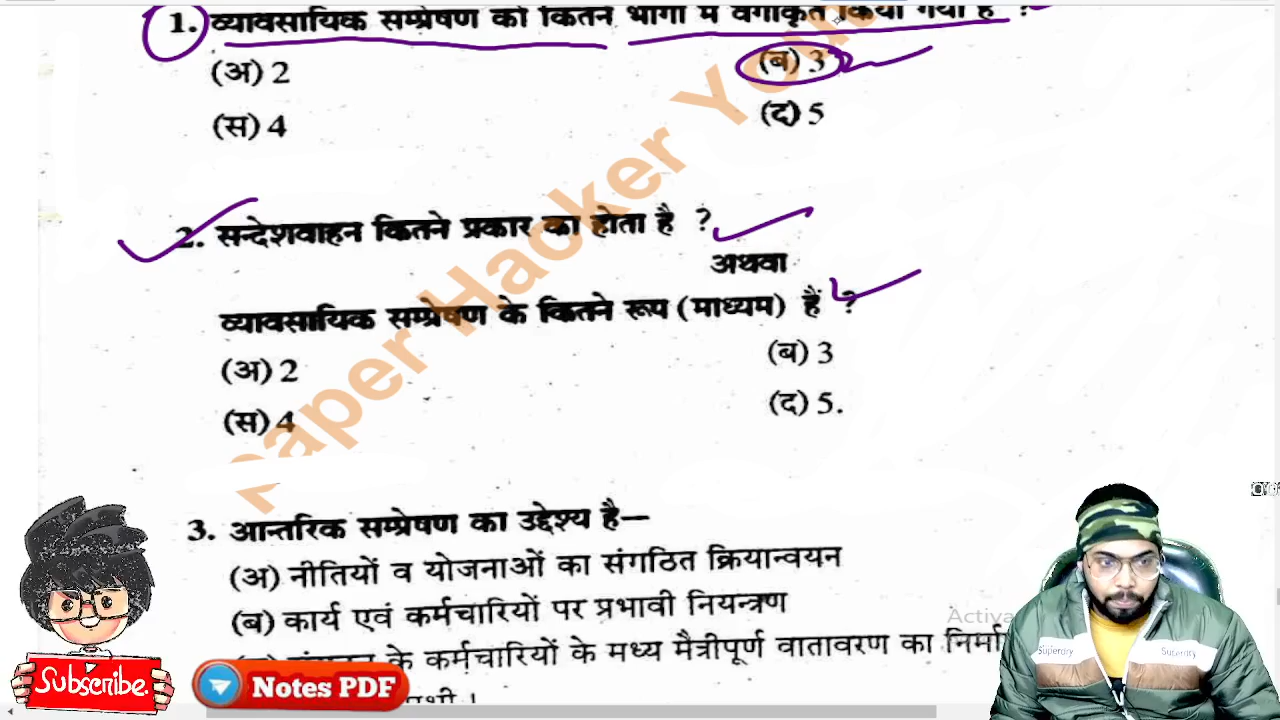 1. व्यावसायिक सम्प्रेषण को कितने भागों में वर्गीकृत किया गया है ?
(अ) 2
(ब) 3
(स) 4
(द) 5
2. सन्देशवाहन कितने प्रकार का होता है ?
अथवा
व्यावसायिक सम्प्रेषण के कितने रूप (माध्यम) हैं ?
(अ) 2
(ब) 3
(स) 4
(द) 5.
3. आन्तरिक सम्प्रेषण का उद्देश्य है—
(अ) नीतियों व योजनाओं का संगठित क्रियान्वयन
(ब) कार्य एवं कर्मचारियों पर प्रभावी नियन्त्रण
के कर्मचारियों के मध्य मैत्रीपूर्ण वातावरण का
Paper Hacker
Activa
Superdry
Subscribe.
Notes PDF